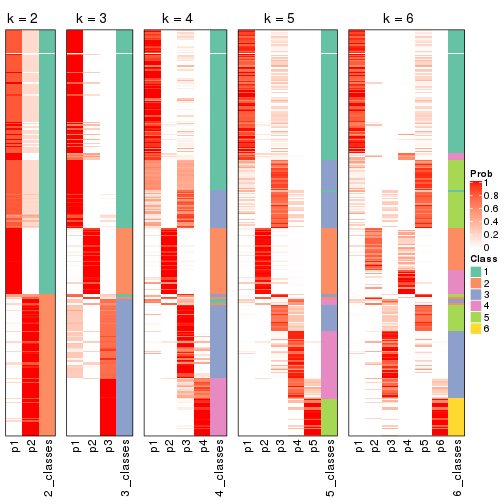 k = 2
k = 3
k = 4
k = 5
k = 6
p1
p2
2_classes
p1
p2
p3
3_classes
p1
p2
p3
p4
4_classes
p1
p2
p3
p4
p5
5_classes
p1
p2
p3
p4
p5
p6
6_classes
Prob
1
0.8
0.6
0.4
0.2
0
Class
1
2
3
4
5
6